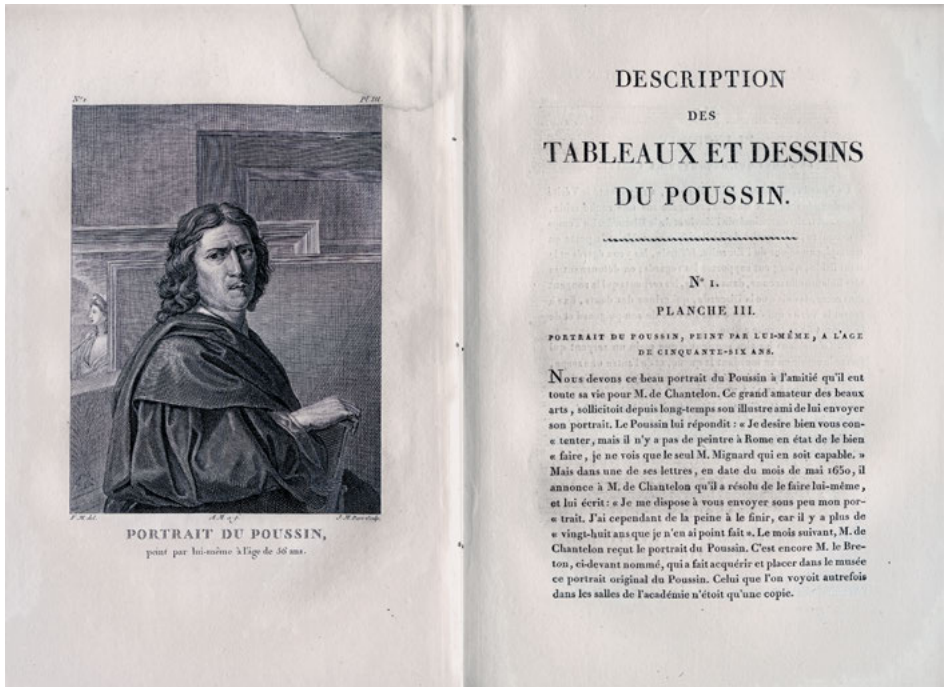 Nº 1
Pl. III
PORTRAIT DU POUSSIN,
peint par lui-même à l'âge de 56 ans.
DESCRIPTION
DES
TABLEAUX ET DESSINS
DU POUSSIN.
Nº 1.
PLANCHE III.
PORTRAIT DU POUSSIN, PEINT PAR LUI-MÊME, A L'AGE
DE CINQUANTE-SIX ANS.
Nous devons ce beau portrait du Poussin à l'amitié qu'il eut
toute sa vie pour M. de Chantelon. Ce grand amateur des beaux
arts, sollicitoit depuis long-temps son illustre ami de lui envoyer
son portrait. Le Poussin lui répondit : « Je desire bien vous con-
« tenter, mais il n'y a pas de peintre à Rome en état de le bien
« faire, je ne vois que le seul M. Mignard qui en soit capable. »
Mais dans une de ses lettres, en date du mois de mai 1650, il
annonce à M. de Chantelon qu'il a résolu de le faire lui-même,
et lui écrit : « Je me dispose à vous envoyer sous peu mon por-
« trait. J'ai cependant de la peine à le finir, car il y a plus de
« vingt-huit ans que je n'en ai point fait ». Le mois suivant, M. de
Chantelon reçut le portrait du Poussin. C'est encore M. le Bre-
ton, ci-devant nommé, qui a fait acquérir et placer dans le musée
ce portrait original du Poussin. Celui que l'on voyoit autrefois
dans les salles de l'académie n'étoit qu'une copie.